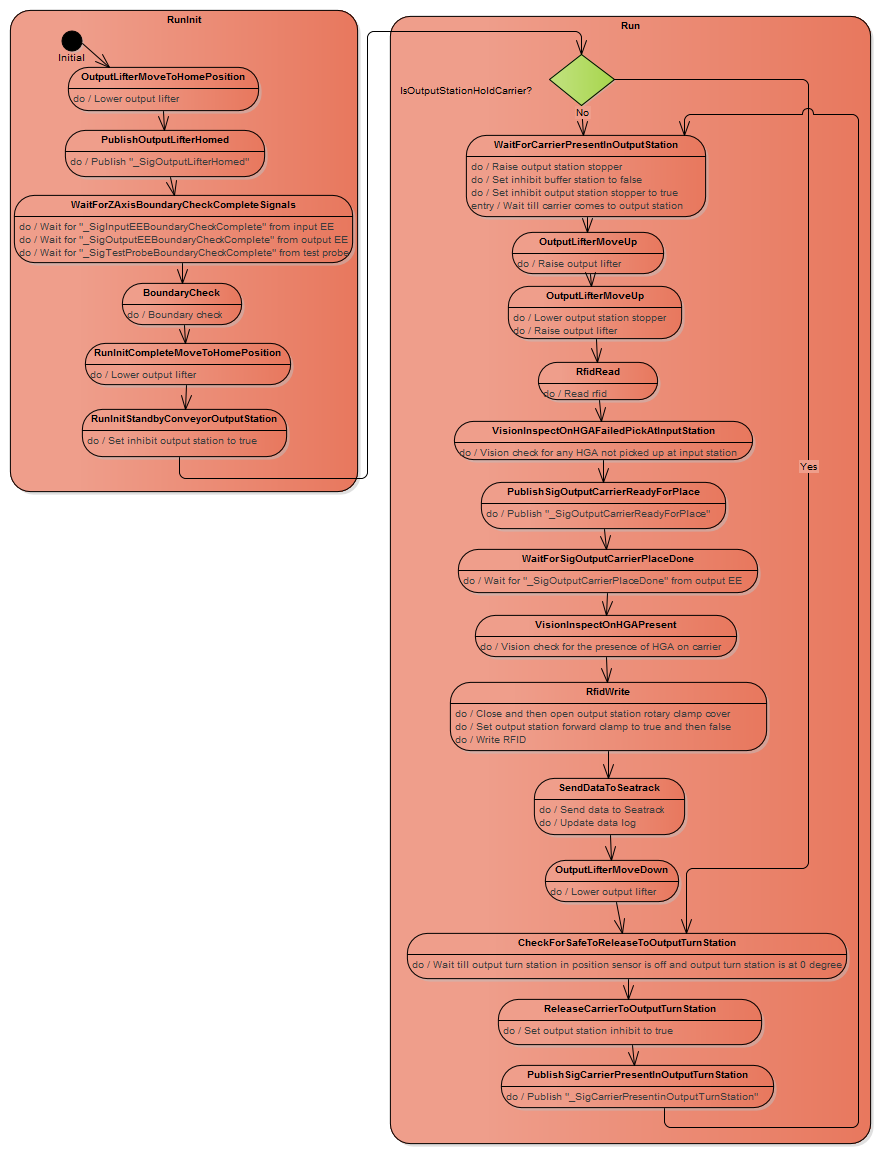 RunInit
Initial
OutputLifterMoveToHomePosition
do / Lower output lifter
PublishOutputLifterHomed
do / Publish "_SigOutputLifterHomed"
WaitForZAxisBoundaryCheckCompleteSignals
do / Wait for "_SigInputEEBoundaryCheckComplete" from input EE
do / Wait for "_SigOutputEEBoundaryCheckComplete" from output EE
do / Wait for "_SigTestProbeBoundaryCheckComplete" from test probe
BoundaryCheck
do / Boundary check
RunInitCompleteMoveToHomePosition
do / Lower output lifter
RunInitStandbyConveyorOutputStation
do / Set inhibit output station to true
Run
IsOutputStationHoldCarrier?
No
WaitForCarrierPresentInOutputStation
do / Raise output station stopper
do / Set inhibit buffer station to false
do / Set inhibit output station stopper to true
entry / Wait till carrier comes to output station
OutputLifterMoveUp
do / Raise output lifter
OutputLifterMoveUp
do / Lower output station stopper
do / Raise output lifter
RfidRead
do / Read rfid
VisionInspectOnHGAFailedPickAtInputStation
do / Vision check for any HGA not picked up at input station
Yes
PublishSigOutputCarrierReadyForPlace
do / Publish "_SigOutputCarrierReadyForPlace"
WaitForSigOutputCarrierPlaceDone
do / Wait for "_SigOutputCarrierPlaceDone" from output EE
VisionInspectOnHGAPresent
do / Vision check for the presence of HGA on carrier
RfidWrite
do / Close and then open output station rotary clamp cover
do / Set output station forward clamp to true and then false
do / Write RFID
SendDataToSeatrack
do / Send data to Seatrack
do / Update data log
OutputLifterMoveDown
do / Lower output lifter
CheckForSafeToReleaseToOutputTurnStation
do / Wait till output turn station in position sensor is off and output turn station is at 0 degree
ReleaseCarrierToOutputTurnStation
do / Set output station inhibit to true
PublishSigCarrierPresentInOutputTurnStation
do / Publish "_SigCarrierPresentinOutputTurnStation"